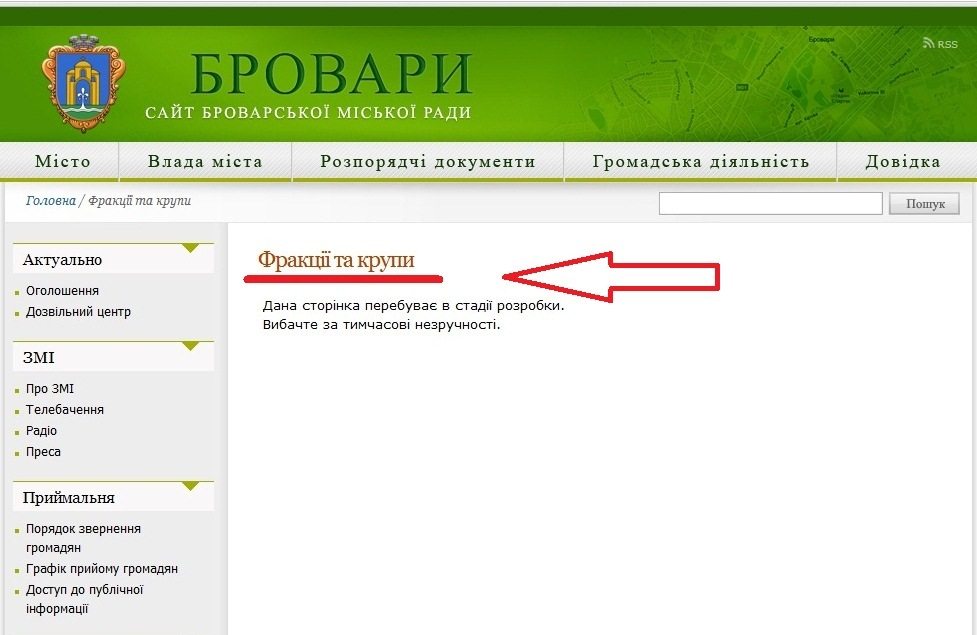 БРОВАРИ
САЙТ БРОВАРСЬКОЇ МІСЬКОЇ РАДИ
Бровари
RSS
Місто
Влада міста
Розпорядчі документи
Громадська діяльність
Довідка
Головна / Фракції та крупи
Пошук
Актуально
Оголошення
Дозвільний центр
ЗМІ
Про ЗМІ
Телебачення
Радіо
Преса
Приймальня
Порядок звернення
громадян
Графік прийому громадян
Доступ до публічної
інформації
Фракції та крупи
Дана сторінка перебуває в стадії розробки.
Вибачте за тимчасові незручності.